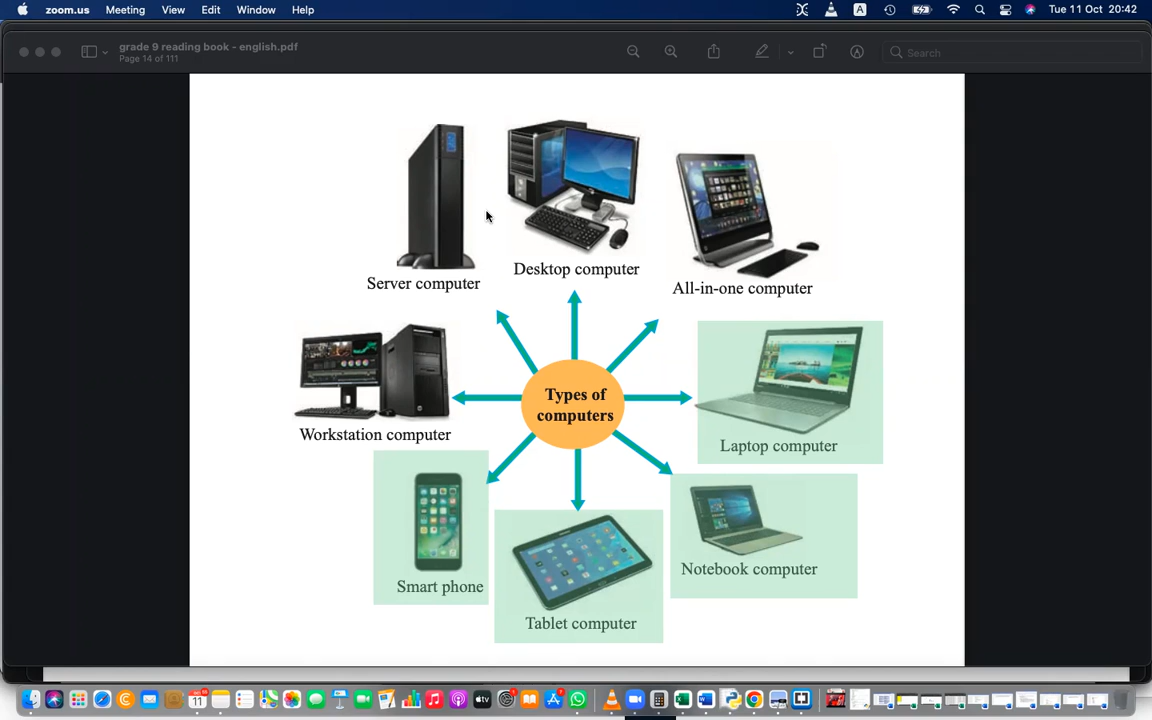 zoom.us Meeting View Edit Window Help
A
Tue 11 Oct 20:42
grade 9 reading book - english.pdf
Page 14 of 111
Search
Server computer
Desktop computer
All-in-one computer
Workstation computer
Types of
computers
Laptop computer
Smart phone
Tablet computer
Notebook computer